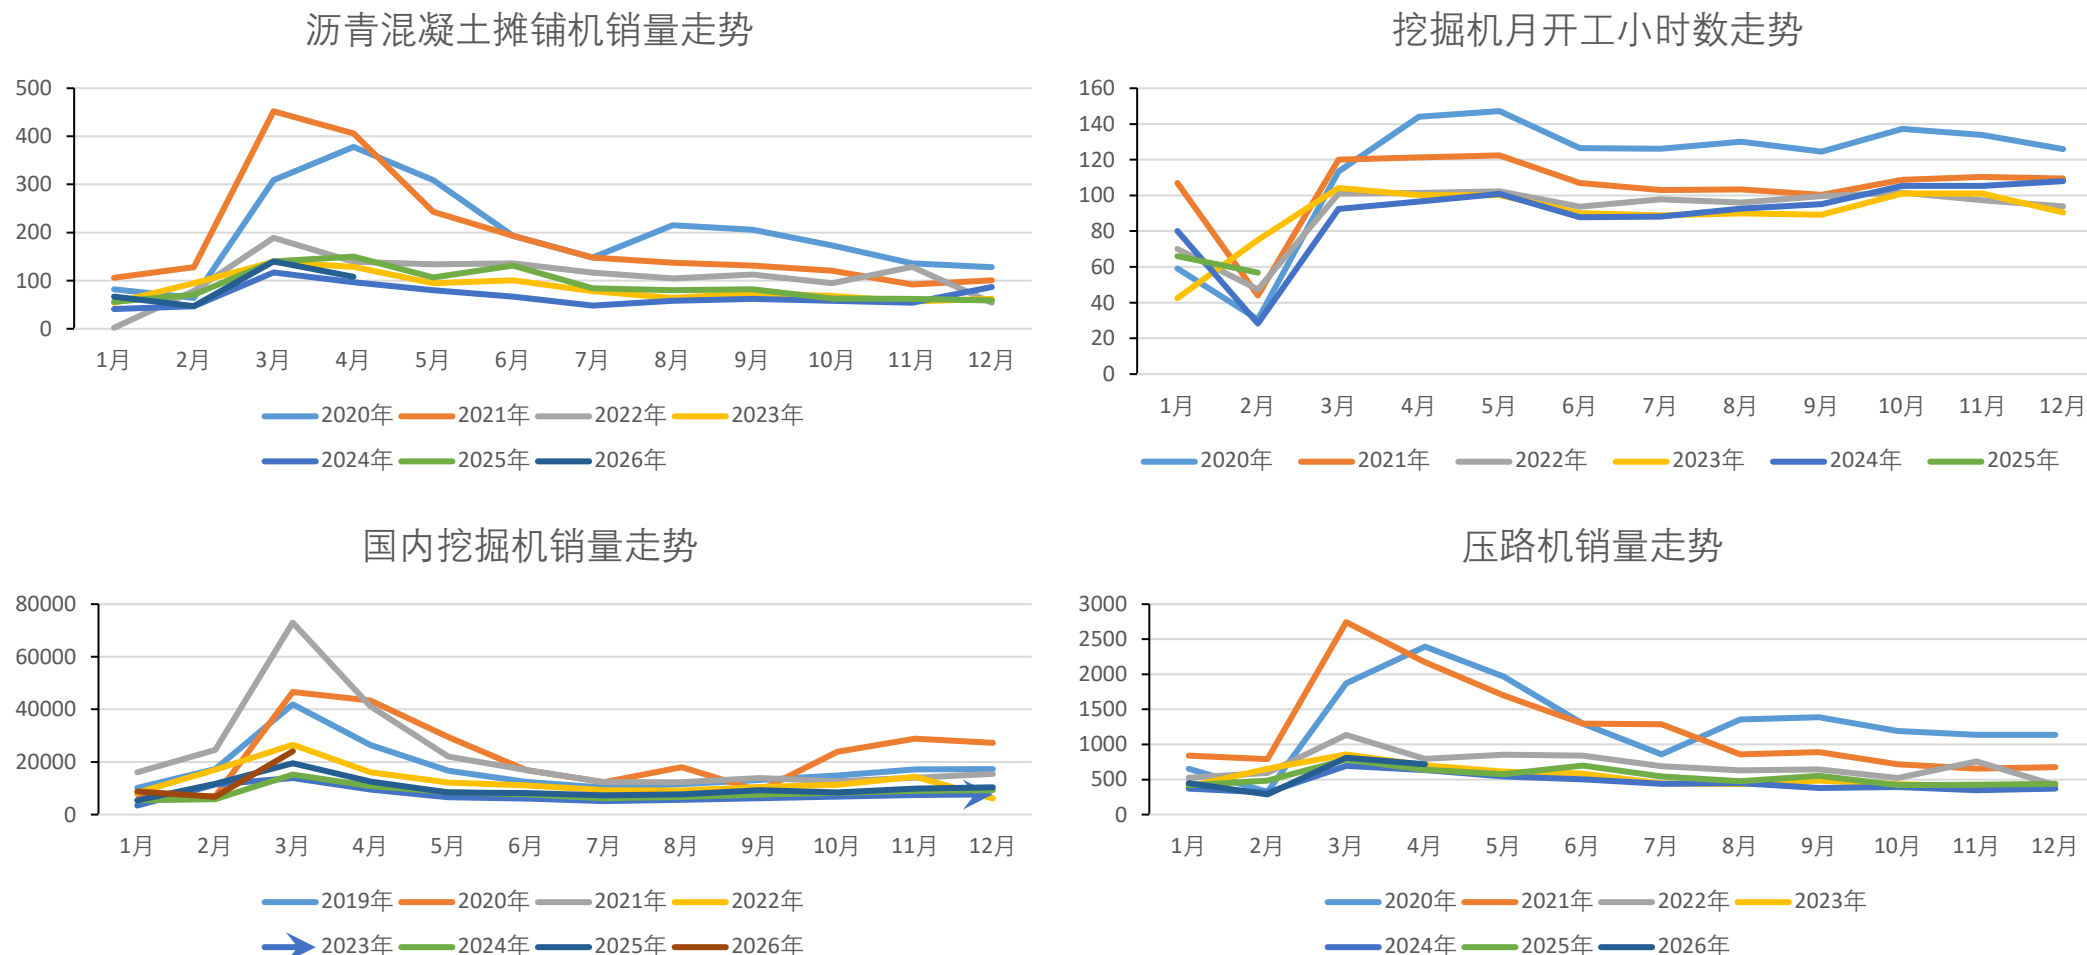 沥青混凝土摊铺机销量走势
500
400
300
200
100
0
1月 2月 3月 4月 5月 6月 7月 8月 9月 10月 11月 12月
2020年 2021年 2022年 2023年
2024年 2025年 2026年
挖掘机月开工小时数走势
160
140
120
100
80
60
40
20
0
1月 2月 3月 4月 5月 6月 7月 8月 9月 10月 11月 12月
2020年 2021年 2022年 2023年 2024年 2025年
国内挖掘机销量走势
80000
60000
40000
20000
0
1月 2月 3月 4月 5月 6月 7月 8月 9月 10月 11月 12月
2019年 2020年 2021年 2022年
2023年 2024年 2025年 2026年
压路机销量走势
3000
2500
2000
1500
1000
500
0
1月 2月 3月 4月 5月 6月 7月 8月 9月 10月 11月 12月
2020年 2021年 2022年 2023年
2024年 2025年 2026年